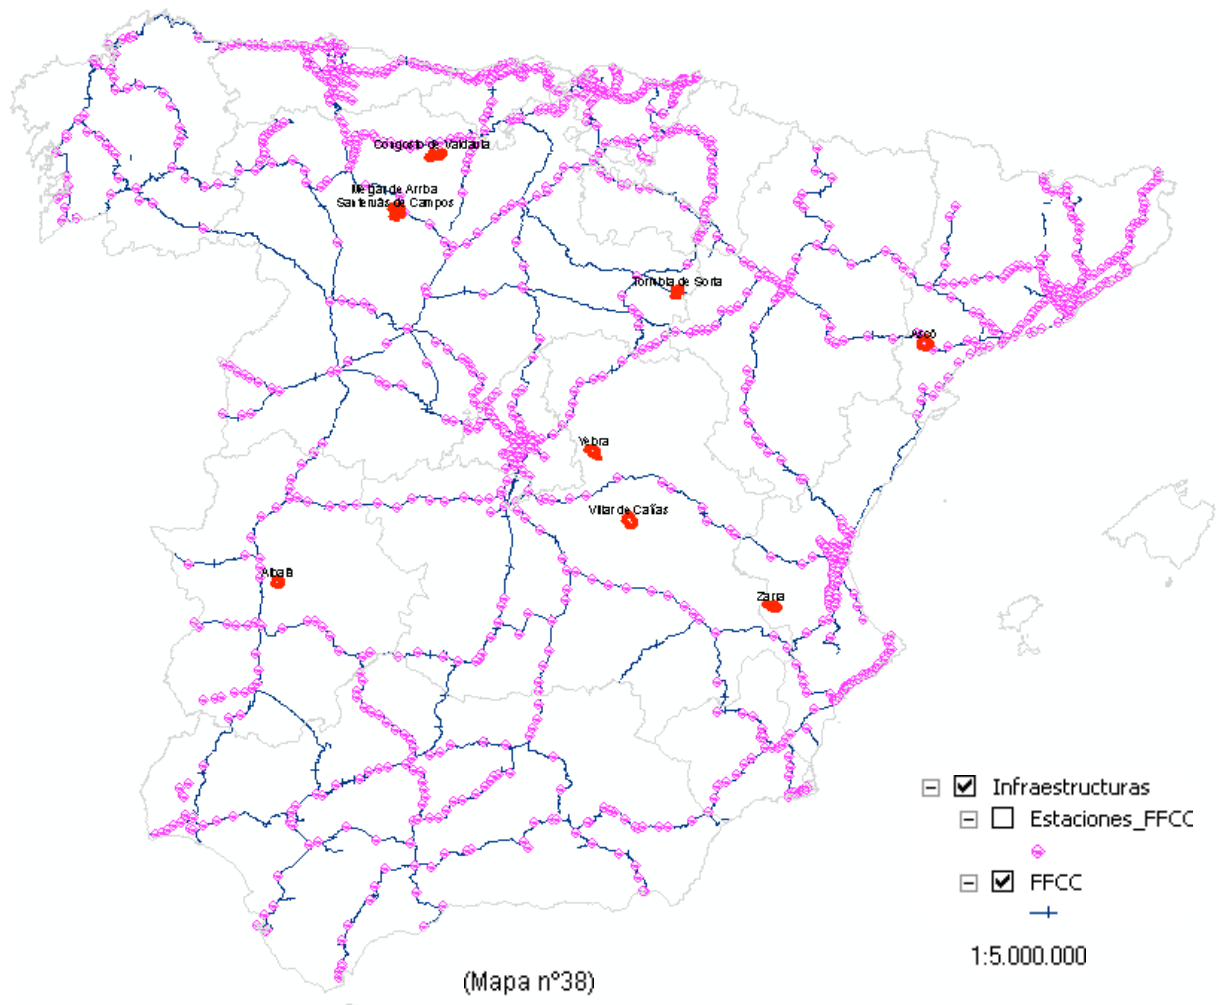 Congosto de Valdavia
Melgar de Arriba
Santervás de Campos
Torrubia de Soria
Ascó
Yebra
Villar de Cañas
Albalá
Zarra
Infraestructuras
Estaciones_FFCC
FFCC
1:5.000.000
(Mapa nº38)